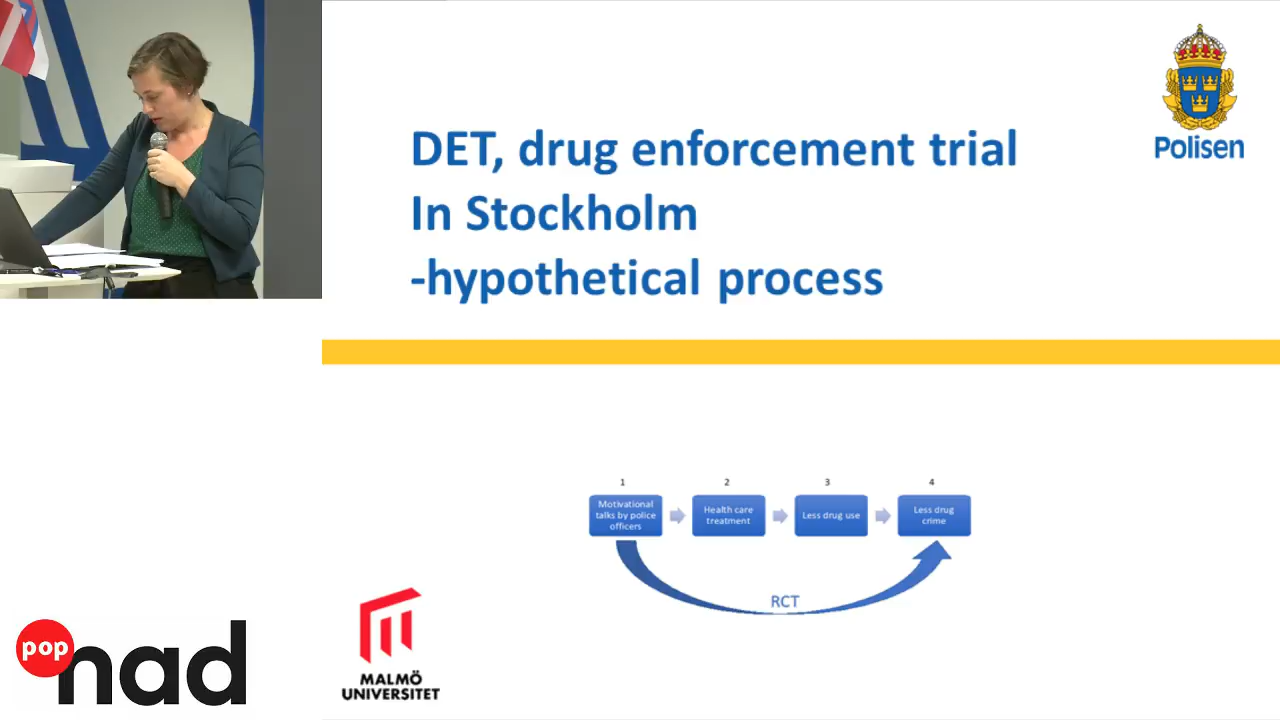 Polisen
DET, drug enforcement trial
In Stockholm
-hypothetical process
1
2
3
4
Motivational
talks by police
officers
Health care
treatment
Less drug use
Less drug
crime
RCT
MALMÖ
UNIVERSITET
pop
nad